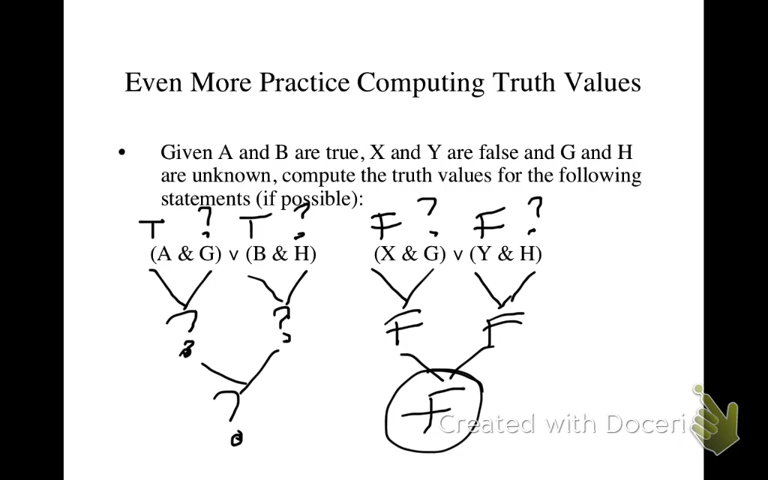 Even More Practice Computing Truth Values
• Given A and B are true, X and Y are false and G and H
are unknown, compute the truth values for the following
statements (if possible):
T ? T ? F ? F ?
(A & G) v (B & H) (X & G) v (Y & H)
? ? F F
? F
Created with Doceri